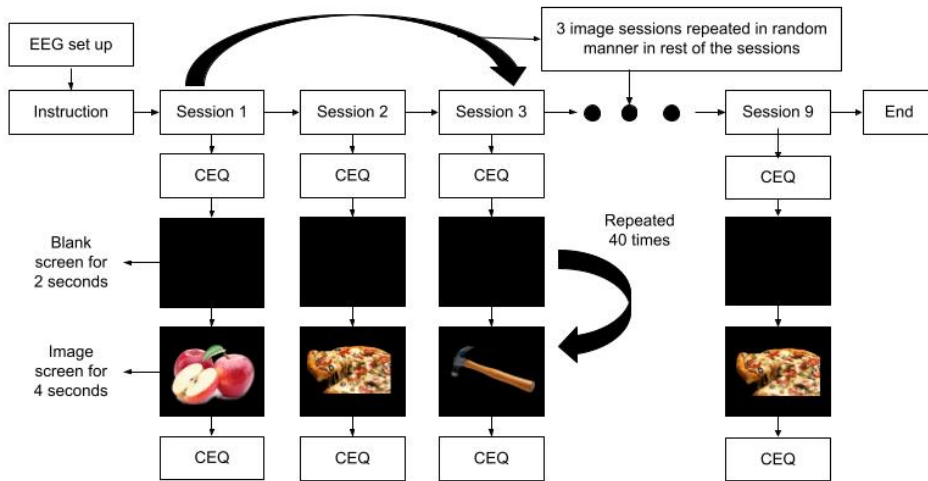 EEG set up
3 image sessions repeated in random
manner in rest of the sessions
Instruction
Session 1
Session 2
Session 3
Session 9
End
CEQ
CEQ
CEQ
CEQ
Blank
screen for
2 seconds
Repeated
40 times
Image
screen for
4 seconds
CEQ
CEQ
CEQ
CEQ